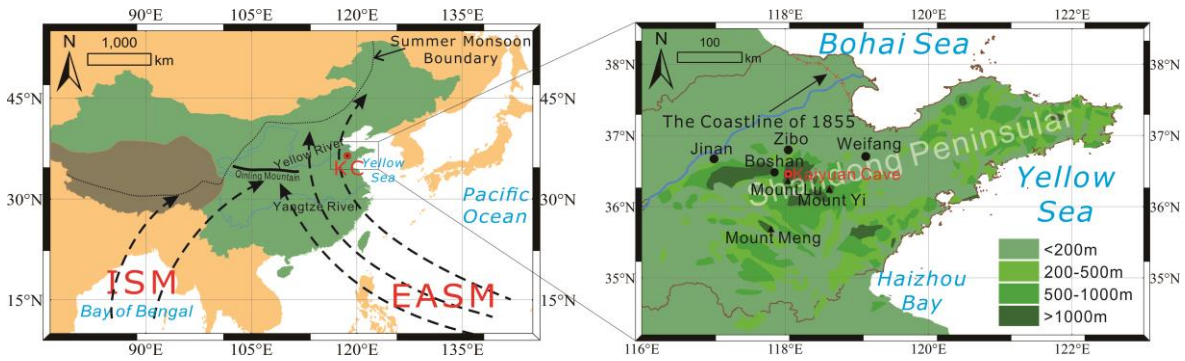 N
1,000
km
Summer Monsoon
Boundary
45°N
30°N
15°N
Yellow River
Qinling Mountain
Yangtze River
KC
Yellow
Sea
Pacific
Ocean
ISM
Bay of Bengal
EASM
90°E
105°E
120°E
135°E
45°N
30°N
15°N
90°E
105°E
120°E
135°E
116°E
118°E
120°E
122°E
N
100
km
Bohai Sea
38°N
37°N
36°N
35°N
The Coastline of 1855
Jinan
Zibo
Weifang
Boshan
Kaiyuan Cave
Mount Lu
Mount Yi
Mount Meng
Shandong Peninsular
Yellow
Sea
Haizhou
Bay
<200m
200-500m
500-1000m
>1000m
38°N
37°N
36°N
35°N
116°E
118°E
120°E
122°E